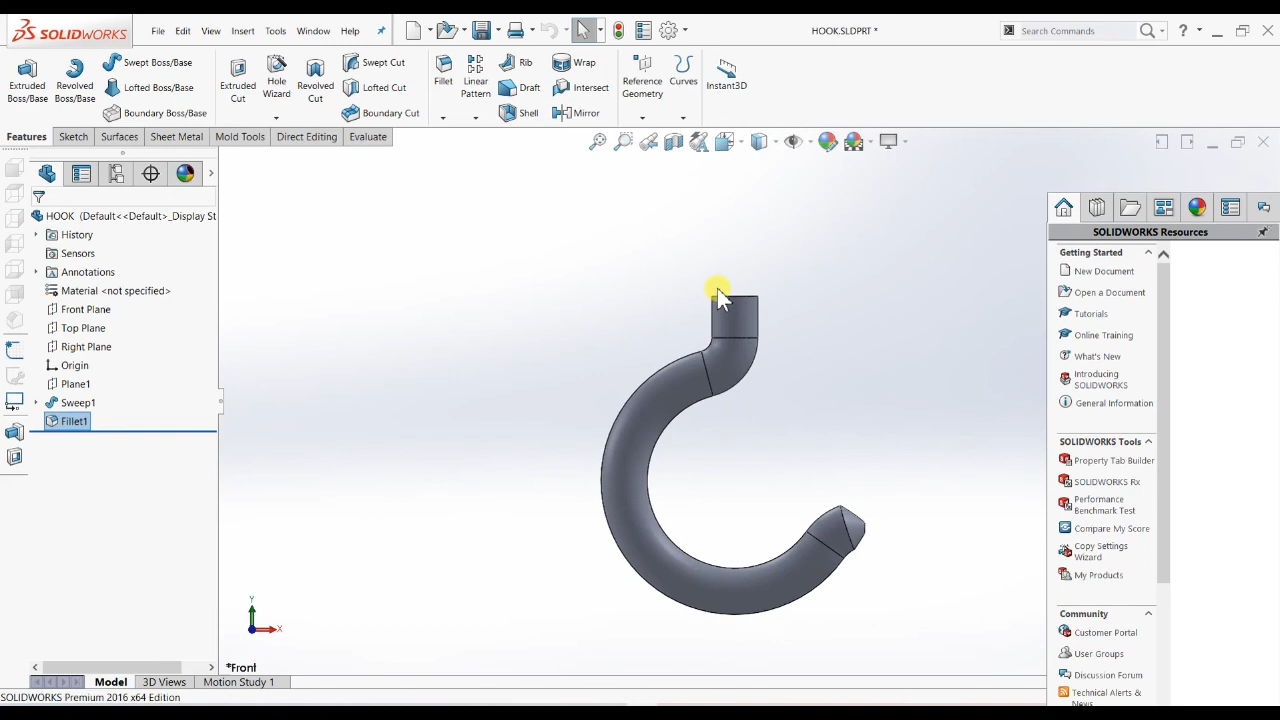 SOLIDWORKS File Edit View Insert Tools Window Help HOOK.SLDPRT * Search Commands ?
Extruded Boss/Base
Revolved Boss/Base
Swept Boss/Base
Lofted Boss/Base
Boundary Boss/Base
Extruded Cut
Hole Wizard
Revolved Cut
Swept Cut
Lofted Cut
Boundary Cut
Fillet
Linear Pattern
Rib
Draft
Shell
Wrap
Intersect
Mirror
Reference Geometry
Curves
Instant3D
Features Sketch Surfaces Sheet Metal Mold Tools Direct Editing Evaluate
HOOK (Default<<Default>_Display St
History
Sensors
Annotations
Material <not specified>
Front Plane
Top Plane
Right Plane
Origin
Plane1
Sweep1
Fillet1
Y
X
*Front
Model 3D Views Motion Study 1
SOLIDWORKS Premium 2016 x64 Edition
SOLIDWORKS Resources
Getting Started
New Document
Open a Document
Tutorials
Online Training
What's New
Introducing
SOLIDWORKS
General Information
SOLIDWORKS Tools
Property Tab Builder
SOLIDWORKS Rx
Performance
Benchmark Test
Compare My Score
Copy Settings
Wizard
My Products
Community
Customer Portal
User Groups
Discussion Forum
Technical Alerts &
News